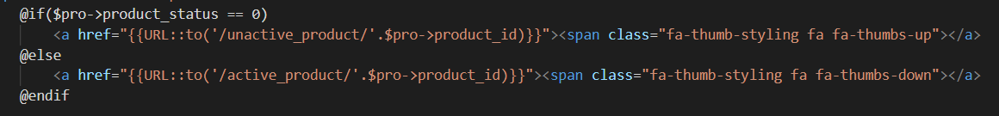 @if($pro->product_status == 0)
<a href="{{URL::to('/unactive_product/'.$pro->product_id)}}"><span class="fa-thumb-styling fa fa-thumbs-up"></a>
@else
<a href="{{URL::to('/active_product/'.$pro->product_id)}}"><span class="fa-thumb-styling fa fa-thumbs-down"></a>
@endif